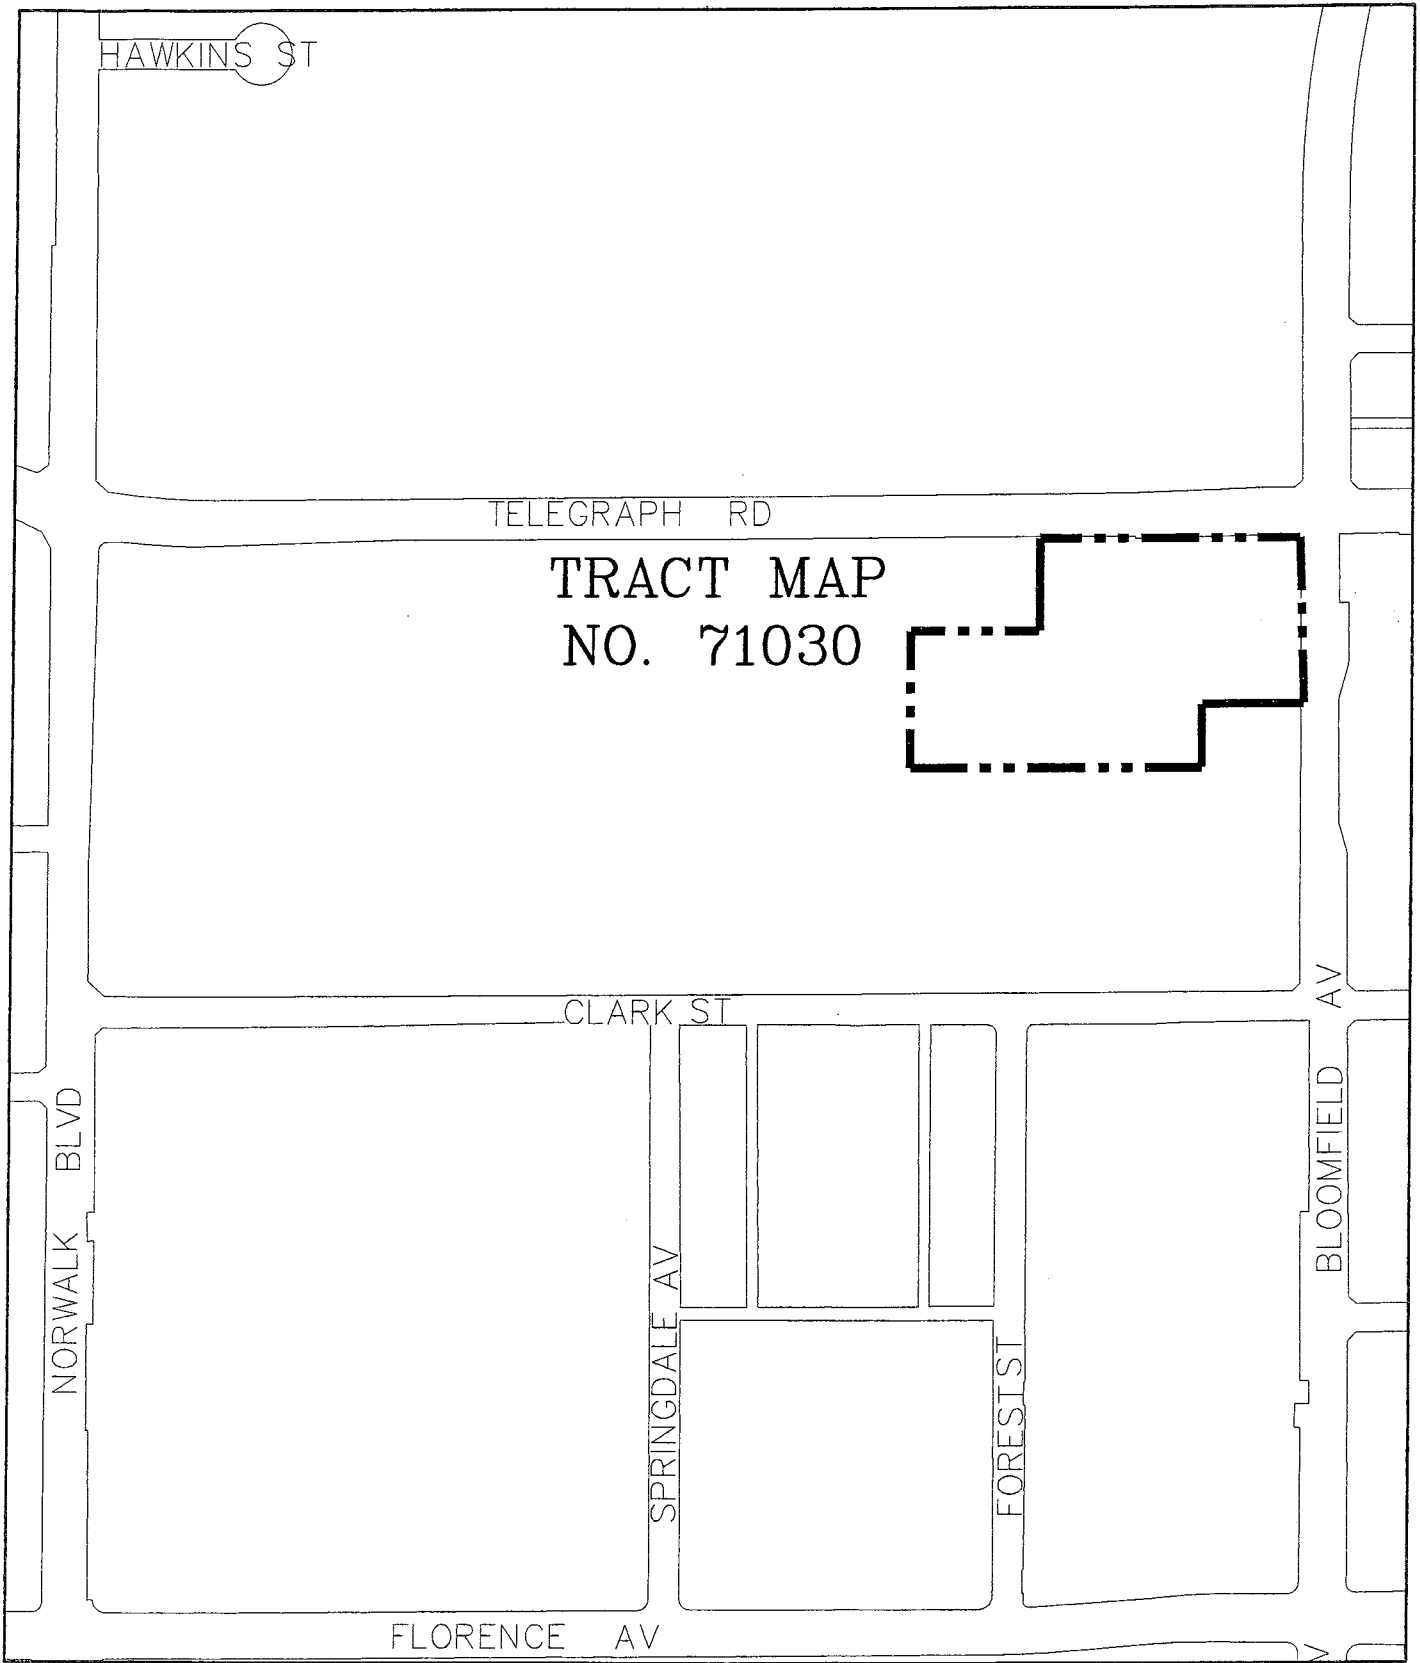 HAWKINS ST
TELEGRAPH RD
TRACT MAP
NO. 71030
CLARK ST
NORWALK BLVD
SPRINGDALE AV
FOREST ST
BLOOMFIELD AV
FLORENCE AV
V